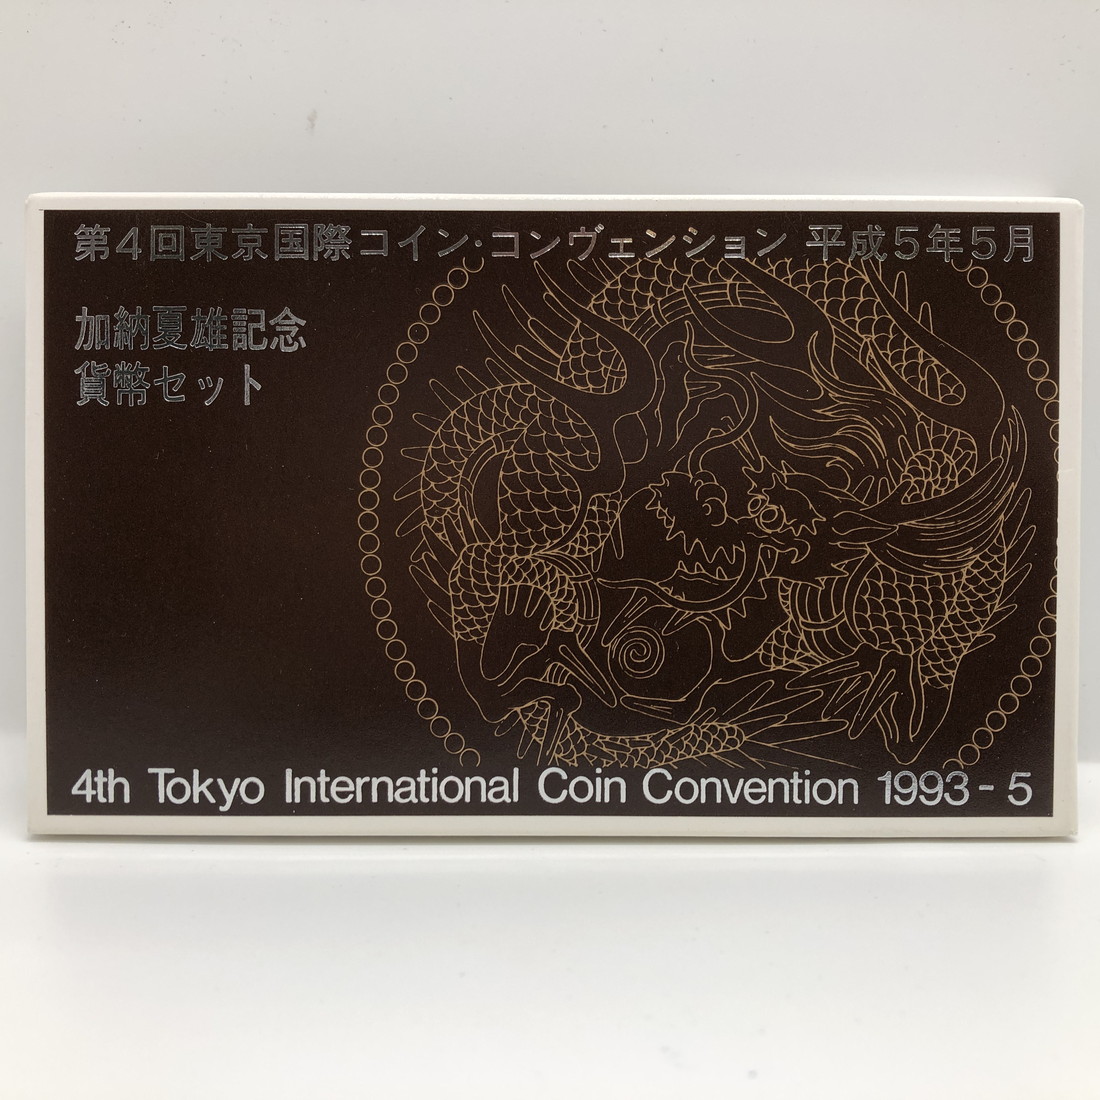 第4回東京国際コイン・コンヴェンション 平成5年5月
加納夏雄記念
貨幣セット
4th Tokyo International Coin Convention 1993-5